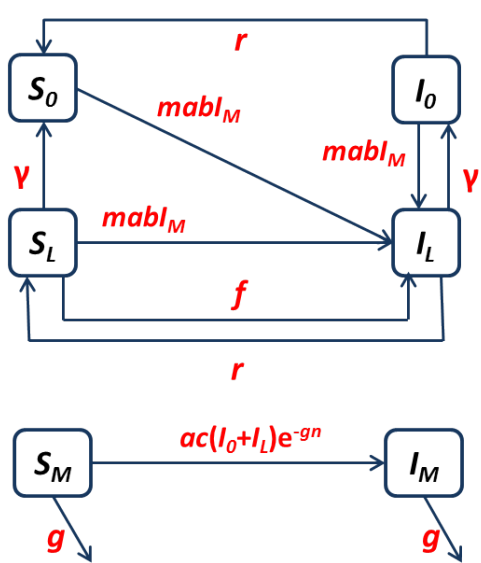 r
S0
I0
mabIM
mabIM
γ
γ
mabIM
SL
IL
f
r
ac(I0+IL)e-gn
SM
IM
g
g